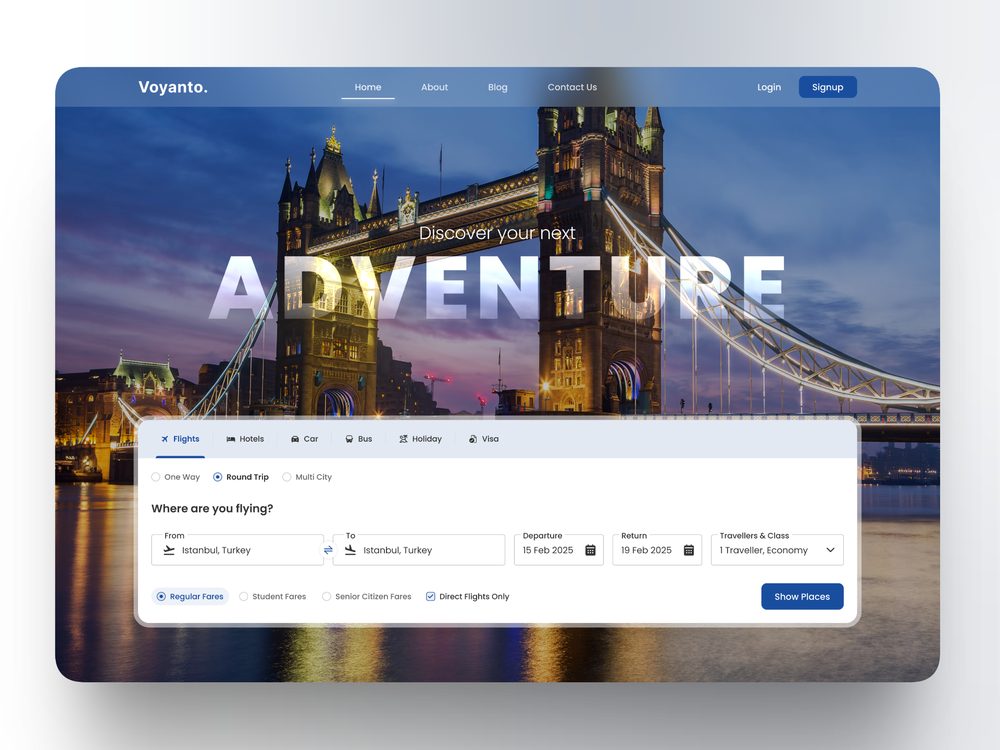 Voyanto. Home About Blog Contact Us Login Signup
Discover your next
ADVENTURE
Flights Hotels Car Bus Holiday Visa
One Way Round Trip Multi City
Where are you flying?
From To Departure Return Travellers & Class
Istanbul, Turkey Istanbul, Turkey 15 Feb 2025 19 Feb 2025 1 Traveller, Economy
Regular Fares Student Fares Senior Citizen Fares Direct Flights Only Show Places